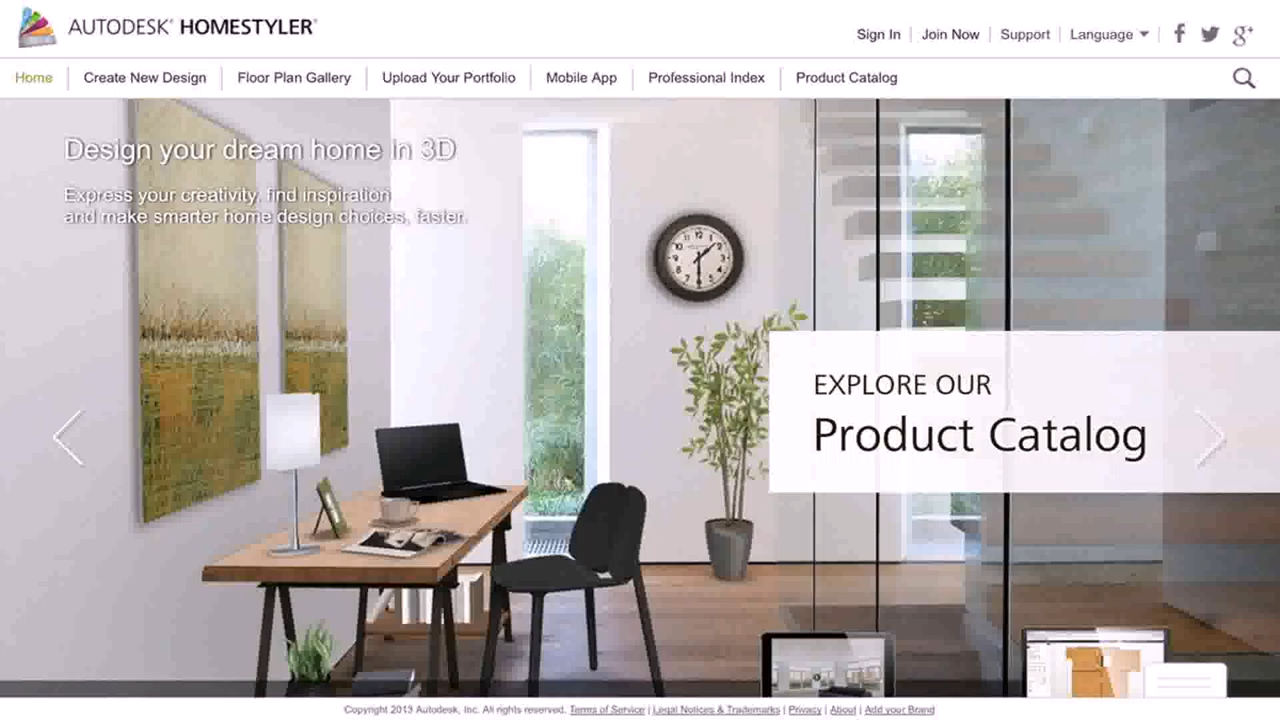 AUTODESK® HOMESTYLER®
Sign In Join Now Support Language
Home Create New Design Floor Plan Gallery Upload Your Portfolio Mobile App Professional Index Product Catalog
Design your dream home in 3D
Express your creativity, find inspiration
and make smarter home design choices, faster.
EXPLORE OUR
Product Catalog
Copyright 2013 Autodesk, Inc. All rights reserved. Terms of Service | Legal Notices & Trademarks | Privacy | About | Add your Brand